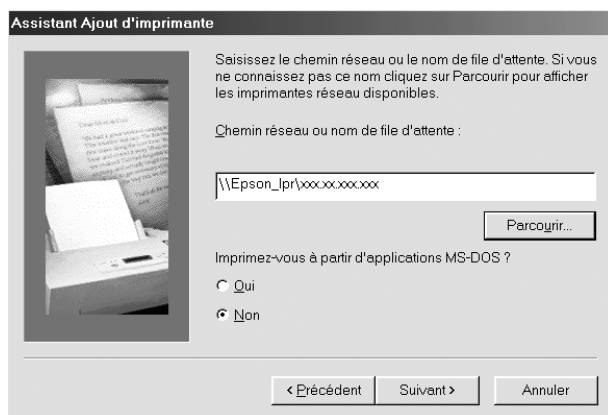 Assistant Ajout d'imprimante
Saisissez le chemin réseau ou le nom de file d'attente. Si vous
ne connaissez pas ce nom cliquez sur Parcourir pour afficher
les imprimantes réseau disponibles.
Chemin réseau ou nom de file d'attente :
\\Epson_lpr\xxx.xx.xxx.xxx
Parcourir...
Imprimez-vous à partir d'applications MS-DOS ?
Oui
Non
< Précédent
Suivant >
Annuler